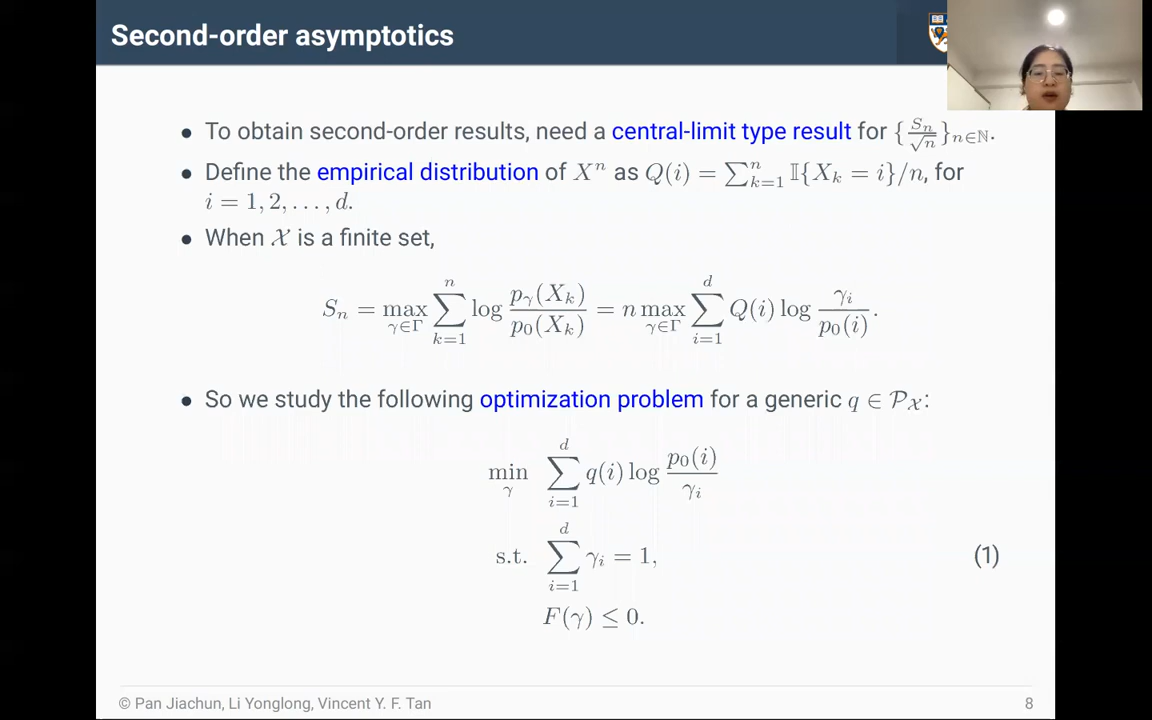 Second-order asymptotics
• To obtain second-order results, need a central-limit type result for {S_n/√n}_{n∈ℕ}.
• Define the empirical distribution of X^n as Q(i) = ∑_{k=1}^{n} 𝕀{X_k = i}/n, for
i = 1, 2, . . . , d.
• When 𝒳 is a finite set,
S_n = max_{γ∈Γ} ∑_{k=1}^{n} log p_γ(X_k)/p_0(X_k) = n max_{γ∈Γ} ∑_{i=1}^{d} Q(i) log γ_i/p_0(i).
• So we study the following optimization problem for a generic q ∈ 𝒫_𝒳:
min_γ ∑_{i=1}^{d} q(i) log p_0(i)/γ_i
s.t. ∑_{i=1}^{d} γ_i = 1, (1)
F(γ) ≤ 0.
© Pan Jiachun, Li Yonglong, Vincent Y. F. Tan 8